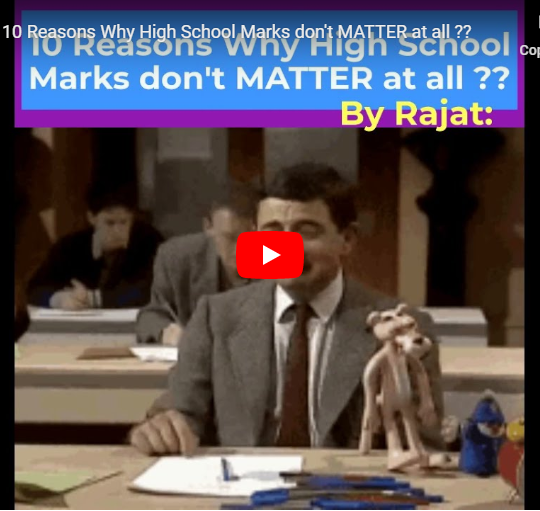 10 Reasons Why High School Marks don't MATTER at all ??
Cop
10 Reasons Why High School
Marks don't MATTER at all ??
By Rajat: